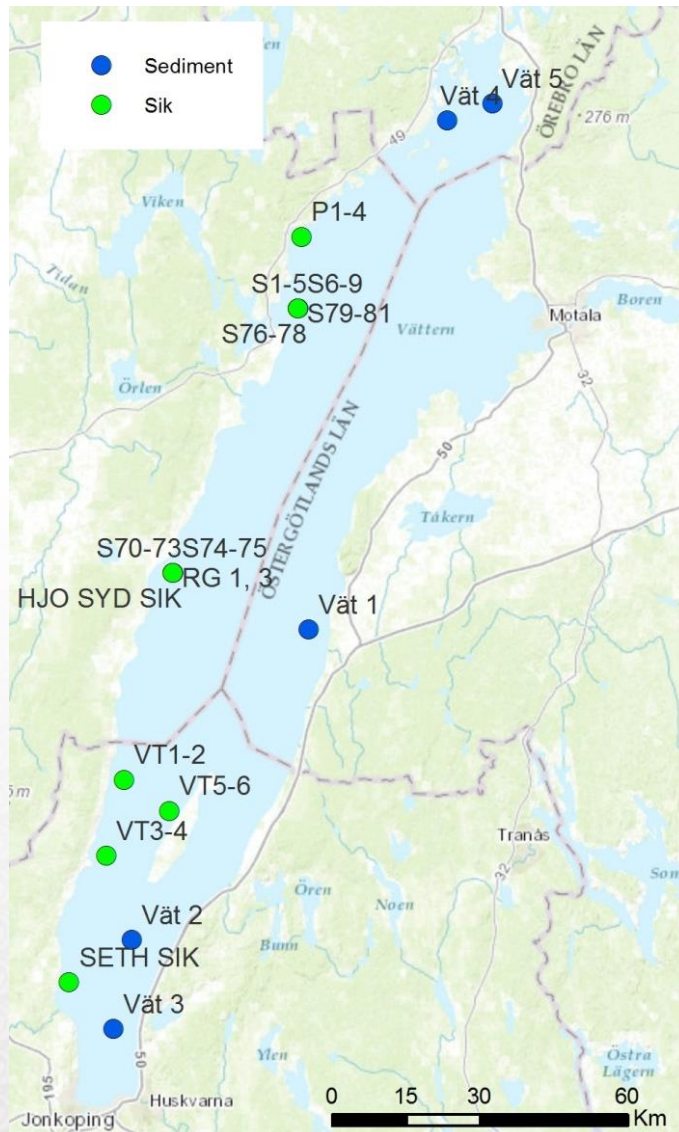 Sediment
Sik
Vät 5
Vät 4
ÖREBRO LÄN
276 m
49
Viken
P1-4
Tidan
S1-5S6-9
S79-81
S76-78
Boren
Motala
Vättern
32
Örlen
ÖSTERGÖTLANDS LÄN
50
Tåkern
S70-73S74-75
RG 1, 3
HJO SYD SIK
Vät 1
VT1-2
VT5-6
VT3-4
Tranås
32
Ören
Noen
Som
Vät 2
Bunn
SETH SIK
Vät 3
50
Ylen
Östra
Lägern
195
Huskvarna
Jonkoping
0 15 30 60
Km